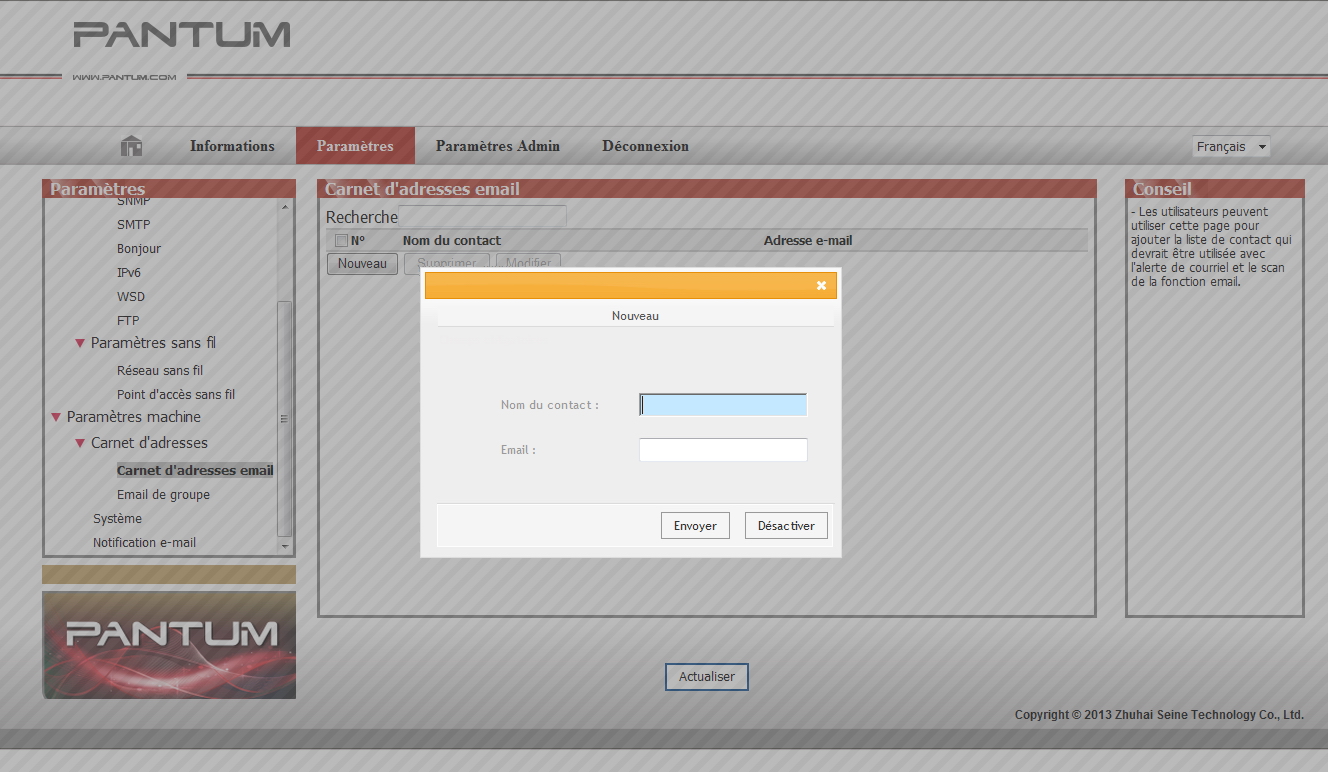 PANTUM
WWW.PANTUM.COM
Informations
Paramètres
Paramètres Admin
Déconnexion
Français
Paramètres
SNMP
SMTP
Bonjour
IPv6
WSD
FTP
Paramètres sans fil
Réseau sans fil
Point d'accès sans fil
Paramètres machine
Carnet d'adresses
Carnet d'adresses email
Email de groupe
Système
Notification e-mail
PANTUM
Carnet d'adresses email
Recherche
Nº Nom du contact Adresse e-mail
Nouveau Supprimer Modifier
Nouveau
Nom du contact :
Email :
Envoyer Désactiver
Conseil
- Les utilisateurs peuvent
utiliser cette page pour
ajouter la liste de contact qui
devrait être utilisée avec
l'alerte de courriel et le scan
de la fonction email.
Actualiser
Copyright © 2013 Zhuhai Seine Technology Co., Ltd.